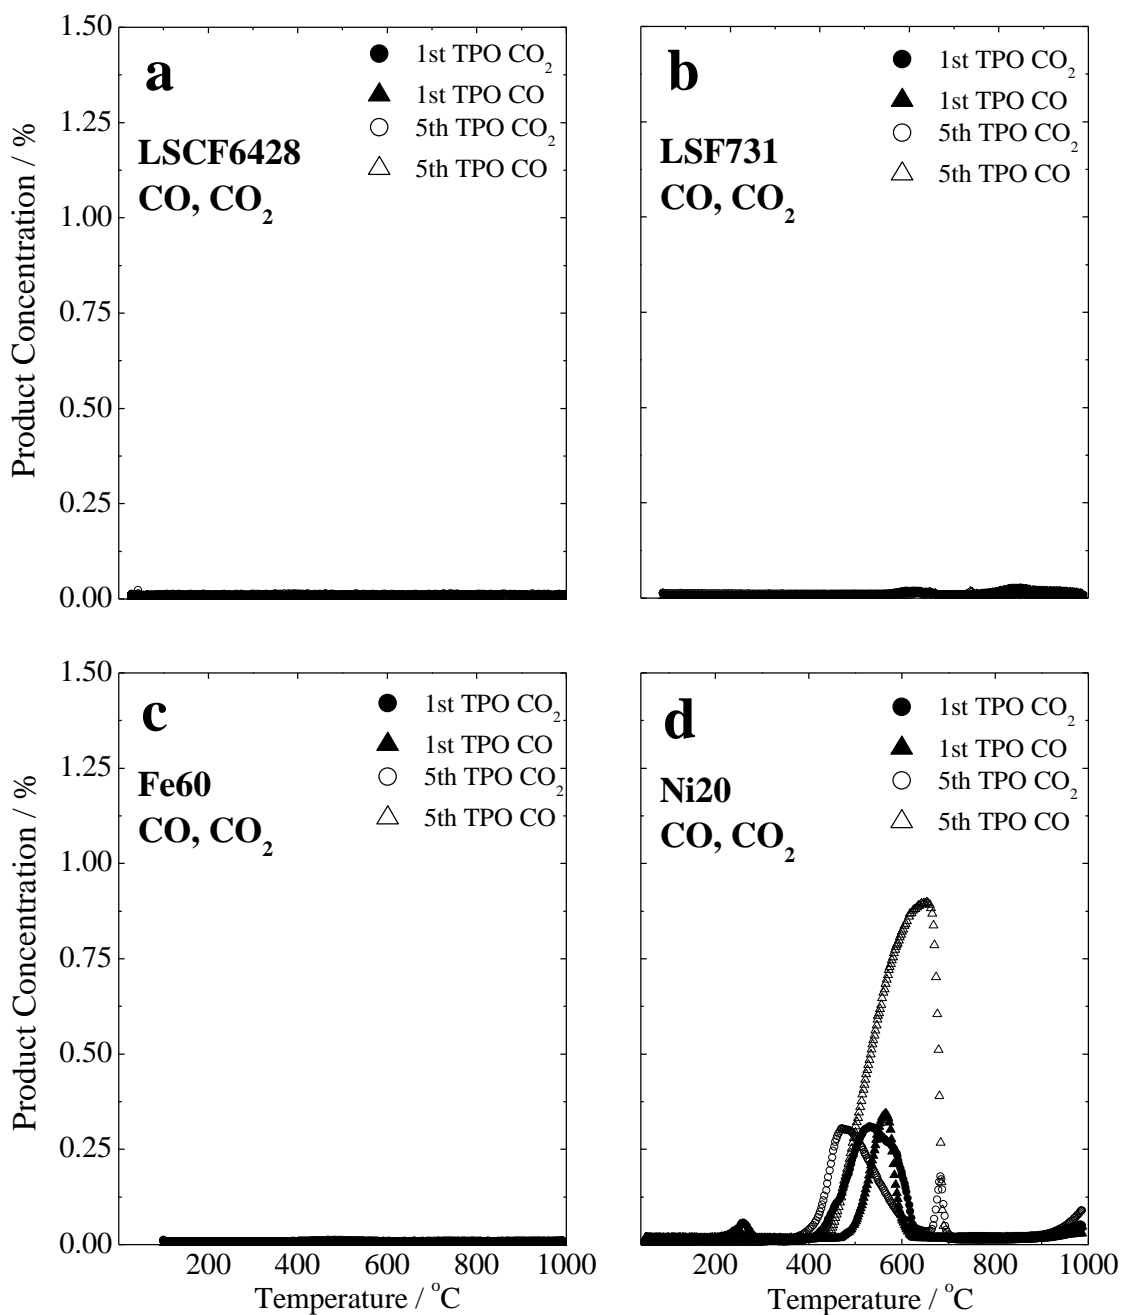 1.50
1.25
1.00
0.75
0.50
0.25
0.00
Product Concentration / %
a
LSCF6428
CO, CO₂
1st TPO CO₂
1st TPO CO
5th TPO CO₂
5th TPO CO
b
LSF731
CO, CO₂
1st TPO CO₂
1st TPO CO
5th TPO CO₂
5th TPO CO
1.50
1.25
1.00
0.75
0.50
0.25
0.00
Product Concentration / %
c
Fe60
CO, CO₂
1st TPO CO₂
1st TPO CO
5th TPO CO₂
5th TPO CO
200 400 600 800 1000
Temperature / °C
d
Ni20
CO, CO₂
1st TPO CO₂
1st TPO CO
5th TPO CO₂
5th TPO CO
200 400 600 800 1000
Temperature / °C